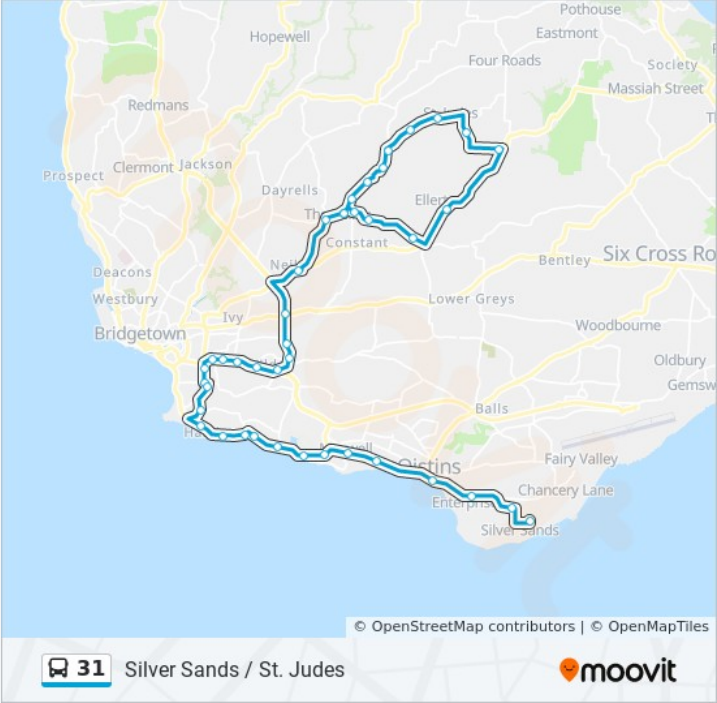 Pothouse
Eastmont
Hopewell
Four Roads
Society
Massiah Street
Redmans
Clermont
Jackson
Prospect
Dayrells
Constant
Six Cross Ro
Bentley
Deacons
Westbury
Lower Greys
Ivy
Bridgetown
Woodbourne
Oldbury
Gemsw
Balls
Oistins
Fairy Valley
Chancery Lane
Silver Sands
© OpenStreetMap contributors | © OpenMapTiles
31 Silver Sands / St. Judes
moovit